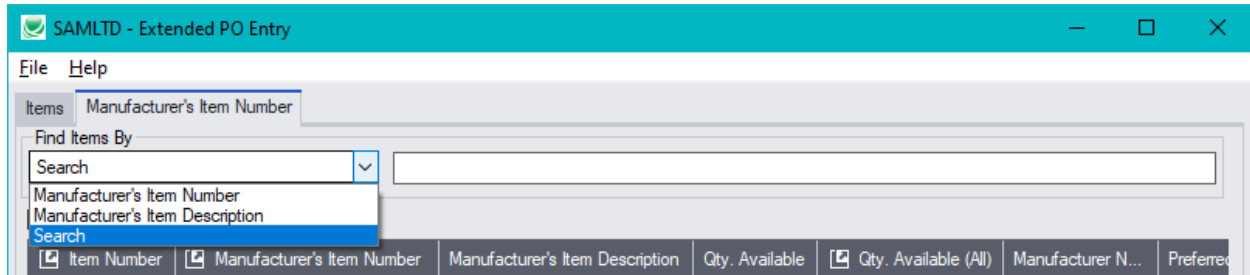 SAMLTD - Extended PO Entry
File Help
Items Manufacturer's Item Number
Find Items By
Search
Manufacturer's Item Number
Manufacturer's Item Description
Search
Item Number Manufacturer's Item Number Manufacturer's Item Description Qty. Available Qty. Available (All) Manufacturer N... Preferred